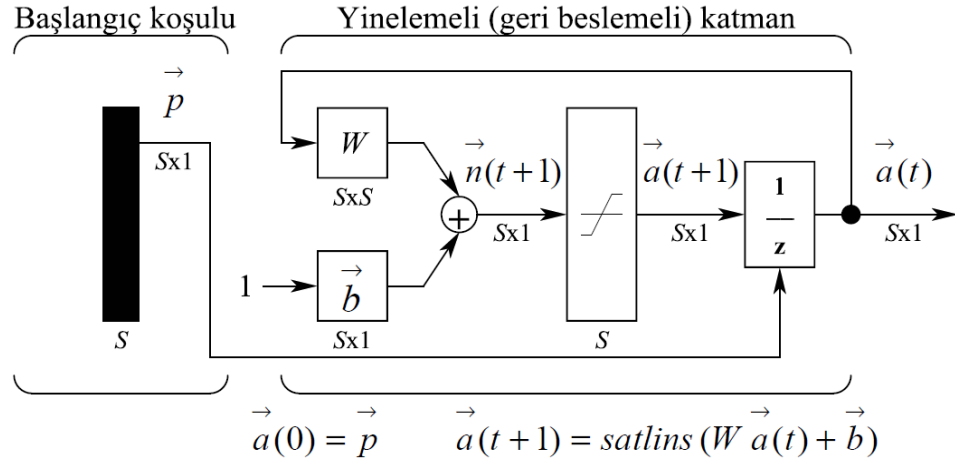 Başlangıç koşulu
Yinelemeli (geri beslemeli) katman
p⃗
Sx1
S
W
SxS
1
b⃗
Sx1
+
n⃗(t+1)
Sx1
S
a⃗(t+1)
Sx1
1
z
a⃗(t)
Sx1
a⃗(0) = p⃗
a⃗(t+1) = satlins (W a⃗(t) + b⃗)